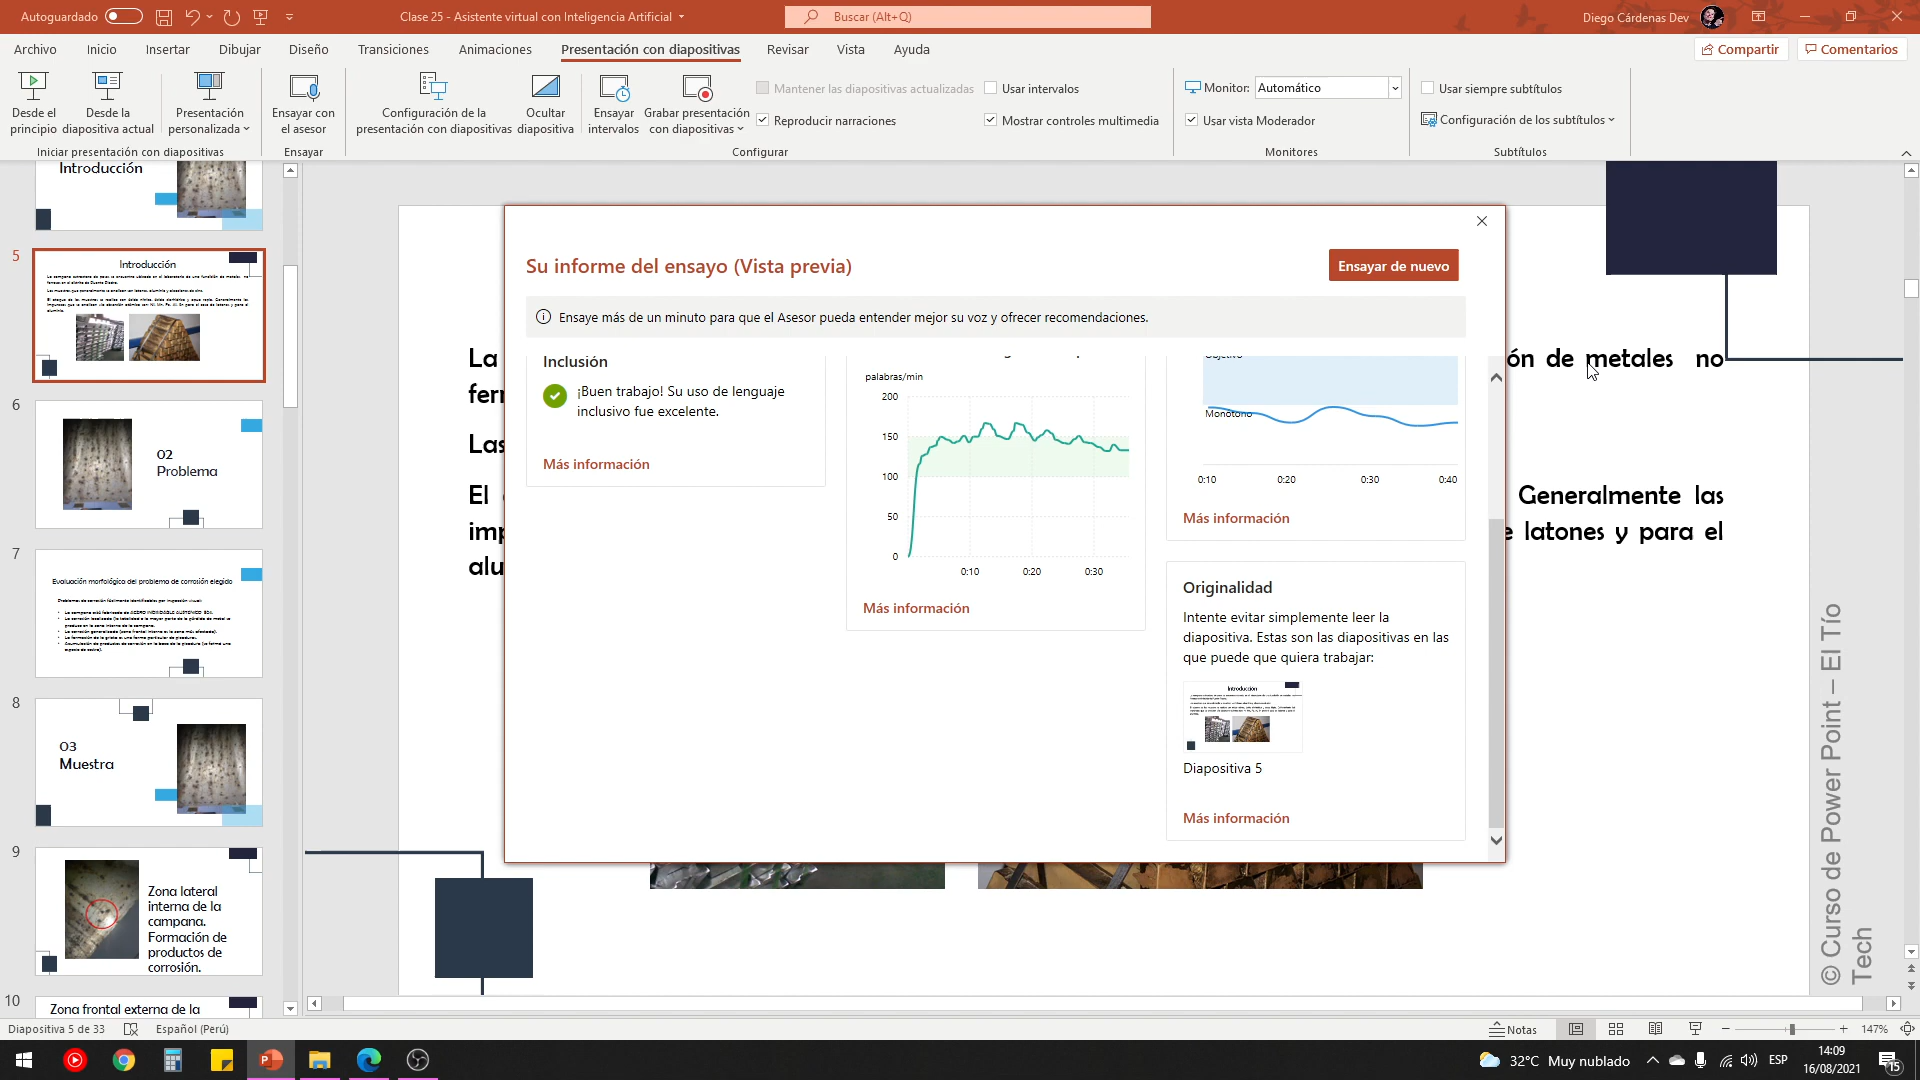 Autoguardado
Clase 25 - Asistente virtual con Inteligencia Artificial
Buscar (Alt+Q)
Diego Cárdenas Dev
Archivo
Inicio
Insertar
Dibujar
Diseño
Transiciones
Animaciones
Presentación con diapositivas
Revisar
Vista
Ayuda
Compartir
Comentarios
Desde el principio
Desde la diapositiva actual
Presentación personalizada
Iniciar presentación con diapositivas
Ensayar con el asesor
Ensayar
Configuración de la presentación con diapositivas
Ocultar diapositiva
Ensayar intervalos
Grabar presentación con diapositivas
Mantener las diapositivas actualizadas
Reproducir narraciones
Usar intervalos
Mostrar controles multimedia
Configurar
Monitor:
Automático
Usar vista Moderador
Monitores
Usar siempre subtítulos
Configuración de los subtítulos
Subtítulos
Introducción
5
Introducción
6
02
Problema
7
Evaluación morfológica del problema de corrosión elegido
8
03
Muestra
9
Zona lateral
interna de la
campana.
Formación de
productos de
corrosión.
10
Zona frontal externa de la
Su informe del ensayo (Vista previa)
Ensayar de nuevo
Ensaye más de un minuto para que el Asesor pueda entender mejor su voz y ofrecer recomendaciones.
Inclusión
¡Buen trabajo! Su uso de lenguaje
inclusivo fue excelente.
Más información
palabras/min
200
150
100
50
0
0:10
0:20
0:30
Más información
Objetivo
Monótono
0:10
0:20
0:30
0:40
Más información
Originalidad
Intente evitar simplemente leer la
diapositiva. Estas son las diapositivas en las
que puede que quiera trabajar:
Introducción
Diapositiva 5
Más información
La
ón de metales no
ferr
Las
El
Generalmente las
imp
e latones y para el
alu
© Curso de Power Point – El Tío
Tech
Diapositiva 5 de 33
Español (Perú)
Notas
147%
32°C Muy nublado
ESP
14:09
16/08/2021
15